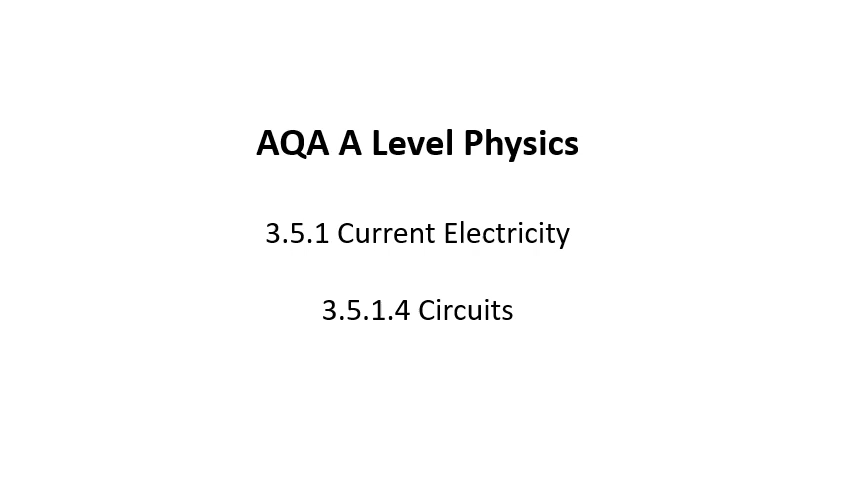 AQA A Level Physics
3.5.1 Current Electricity
3.5.1.4 Circuits